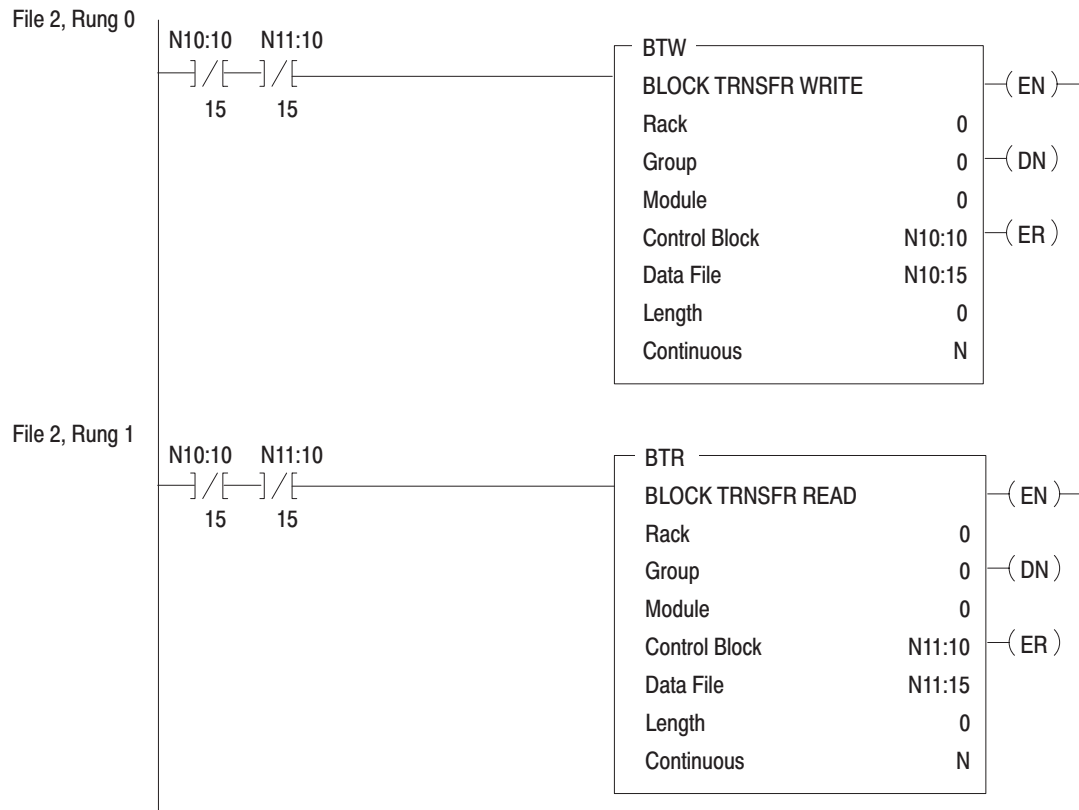 File 2, Rung 0
N10:10 N11:10
15 15
BTW
BLOCK TRNSFR WRITE
Rack 0
Group 0
Module 0
Control Block N10:10
Data File N10:15
Length 0
Continuous N
EN
DN
ER
File 2, Rung 1
N10:10 N11:10
15 15
BTR
BLOCK TRNSFR READ
Rack 0
Group 0
Module 0
Control Block N11:10
Data File N11:15
Length 0
Continuous N
EN
DN
ER